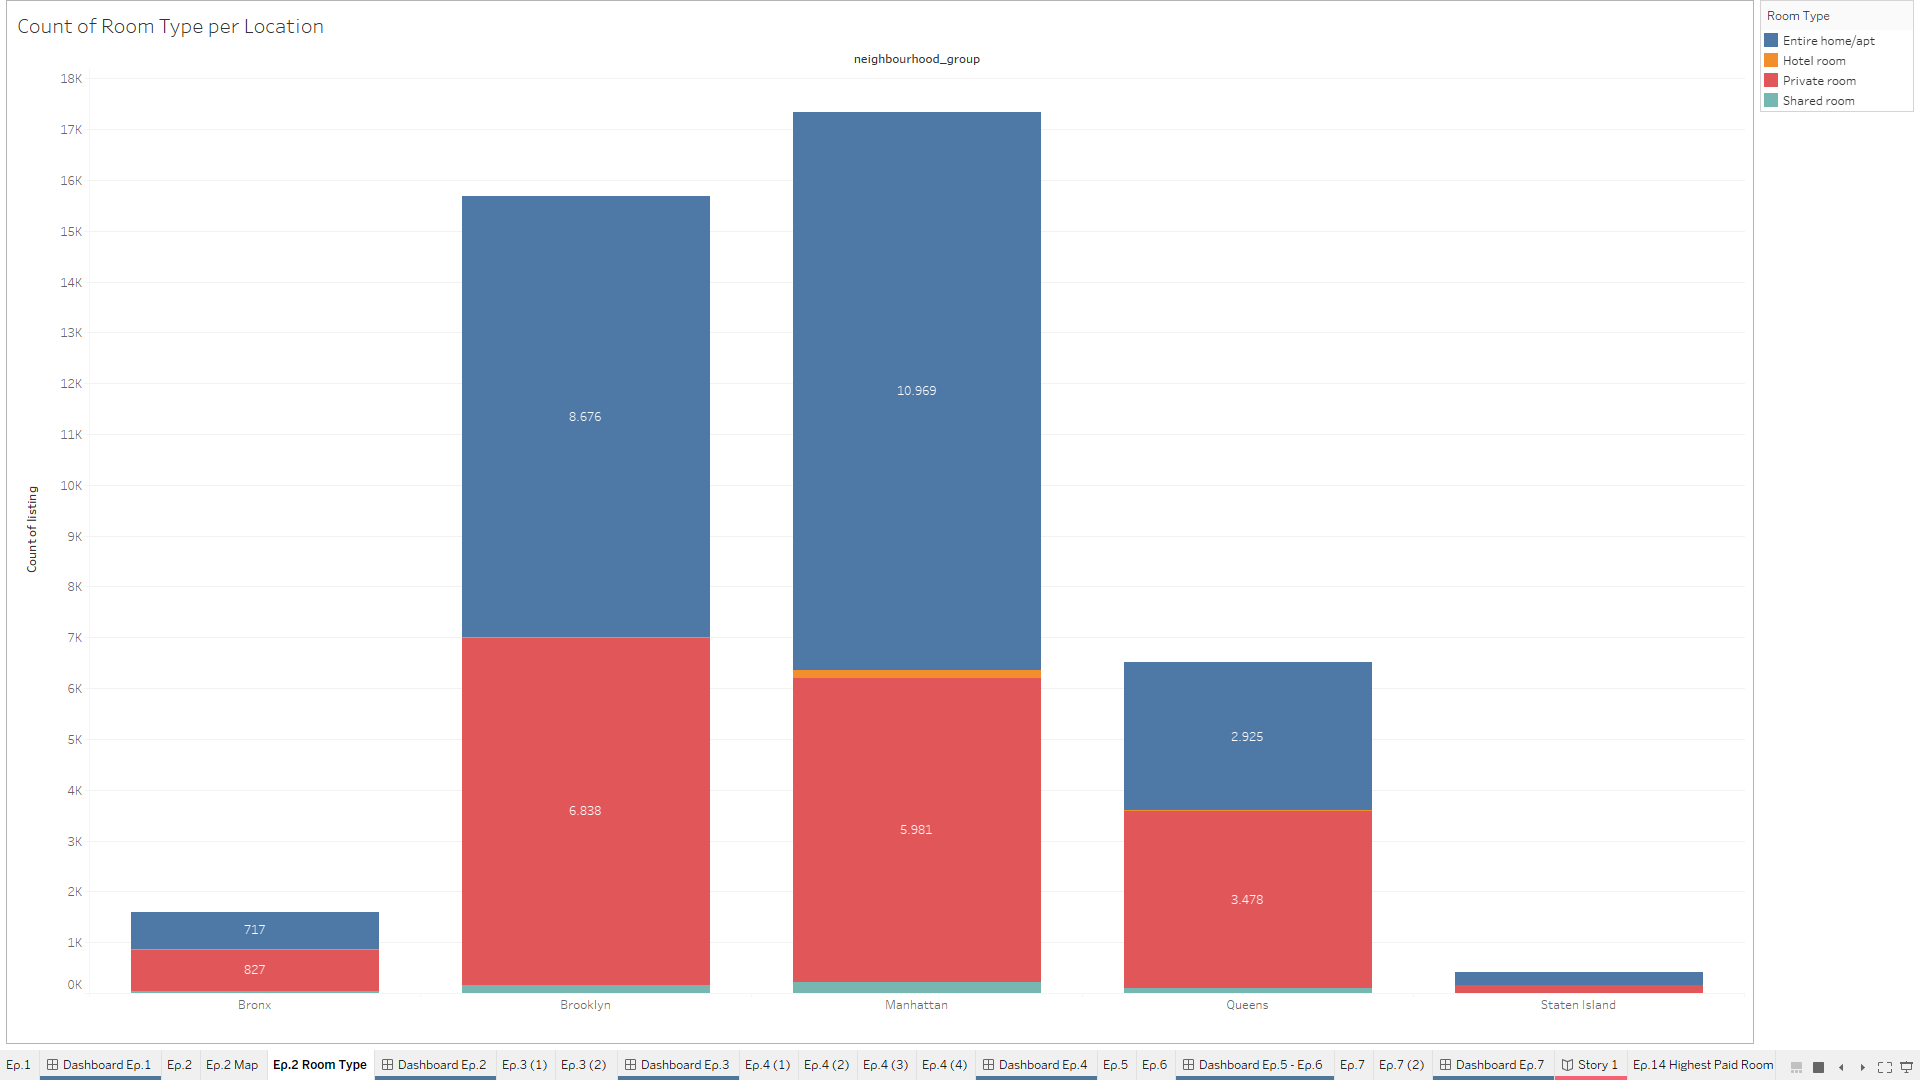 Count of Room Type per Location
neighbourhood_group
Room Type
Entire home/apt
Hotel room
Private room
Shared room
18K
17K
16K
15K
14K
13K
12K
11K
10K
9K
8K
7K
6K
5K
4K
3K
2K
1K
0K
Count of listing
717
827
8.676
6.838
10.969
5.981
2.925
3.478
Bronx
Brooklyn
Manhattan
Queens
Staten Island
Ep.1
Dashboard Ep.1
Ep.2
Ep.2 Map
Ep.2 Room Type
Dashboard Ep.2
Ep.3 (1)
Ep.3 (2)
Dashboard Ep.3
Ep.4 (1)
Ep.4 (2)
Ep.4 (3)
Ep.4 (4)
Dashboard Ep.4
Ep.5
Ep.6
Dashboard Ep.5 - Ep.6
Ep.7
Ep.7 (2)
Dashboard Ep.7
Story 1
Ep.14 Highest Paid Room